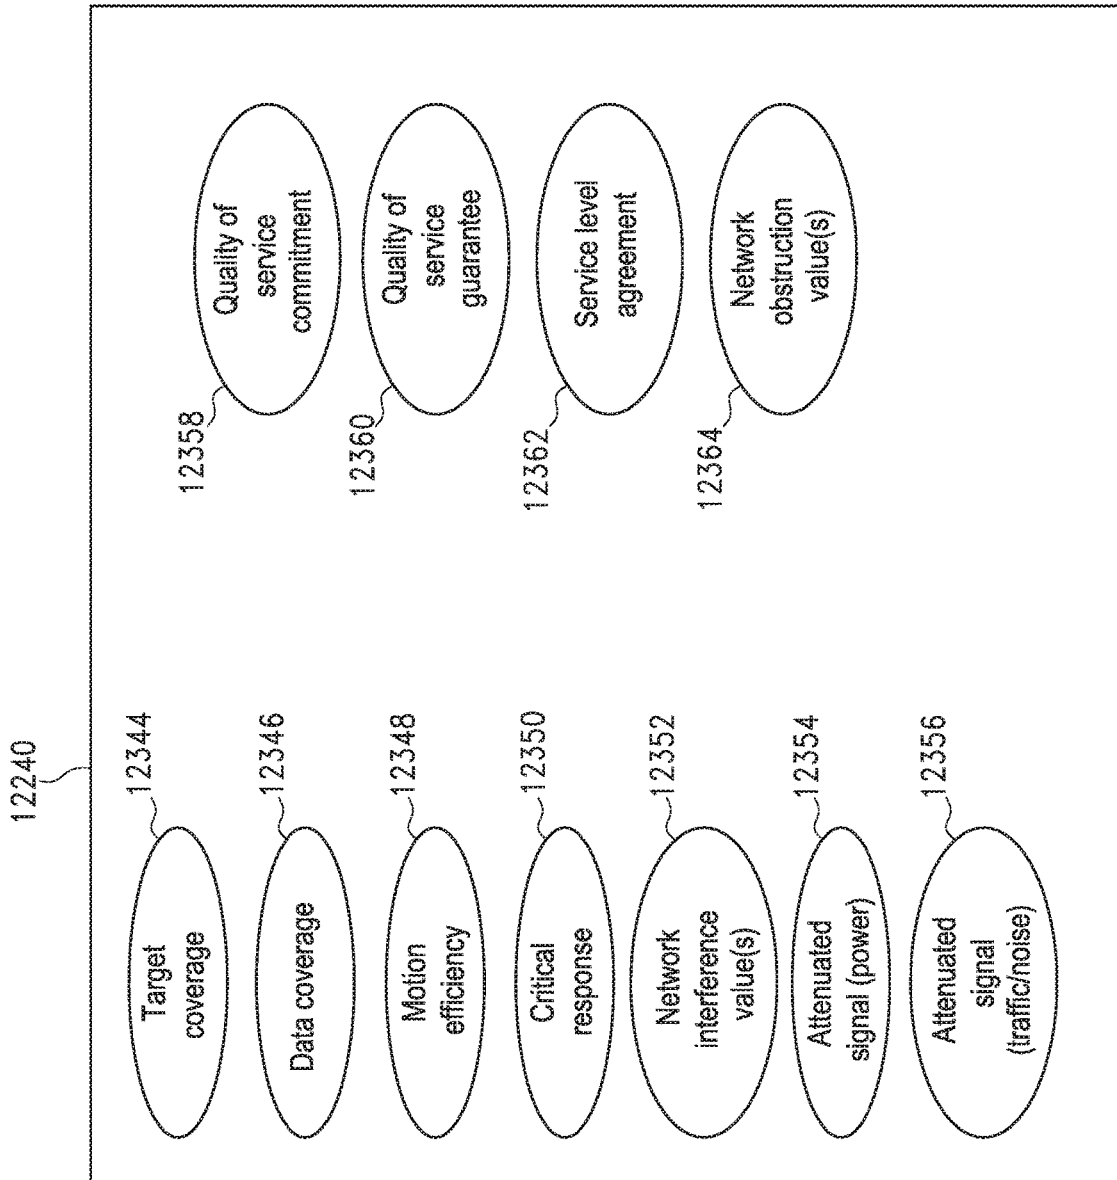 12240
12344
Target
coverage
12346
Data coverage
12348
Motion
efficiency
12350
Critical
response
12352
Network
interference
value(s)
12354
Attenuated
signal (power)
12356
Attenuated
signal
(traffic/noise)
12358
Quality of
service
commitment
12360
Quality of
service
guarantee
12362
Service level
agreement
12364
Network
obstruction
value(s)